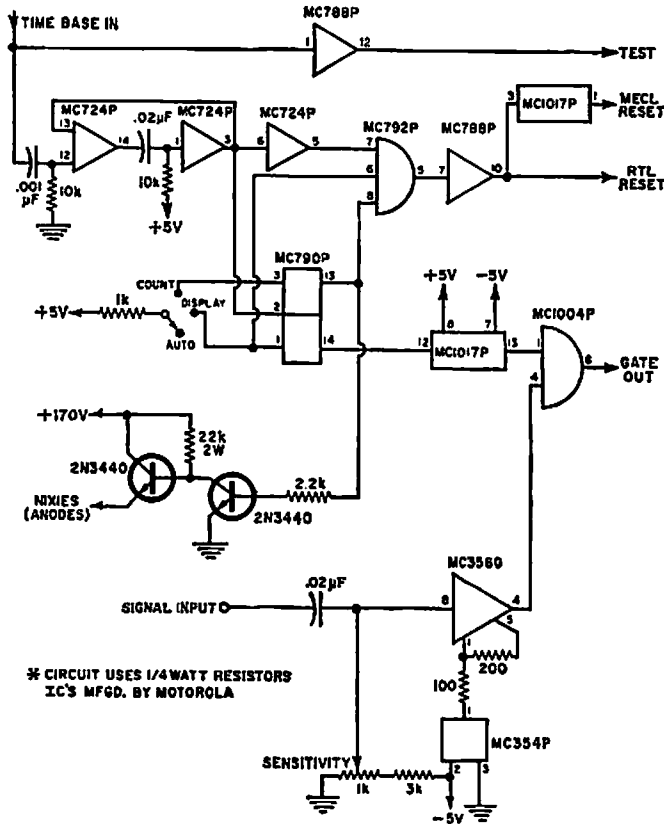 TIME BASE IN
MC788P
1
12
TEST
MC724P
.02µF
MC724P
MC724P
MC792P
MC788P
3
MC1017P
1
MECL
RESET
13
12
14
1
3
6
5
7
6
8
5
7
10
RTL
RESET
.001
µF
10k
10k
+5V
MC790P
COUNT
3
13
+5V
-5V
1k
DISPLAY
2
MC1004P
+5V
AUTO
1
14
8
7
12
MC1017P
13
1
4
6
GATE
OUT
+170V
22k
2W
2N3440
2.2k
NIXIES
(ANODES)
2N3440
MC356G
.02µF
SIGNAL INPUT
8
4
5
1
200
100
※ CIRCUIT USES 1/4 WATT RESISTORS
IC'S MFGD. BY MOTOROLA
1
MC354P
SENSITIVITY
2
3
1k
3k
-5V